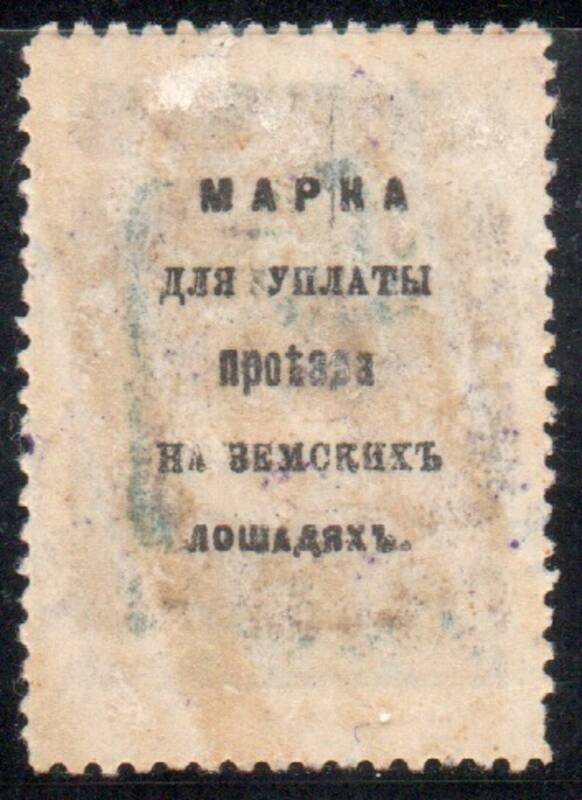 МАРКА
ДЛЯ УПЛАТЫ
проѣзда
НА ЗЕМСКИХЪ
ЛОШАДЯХЪ.